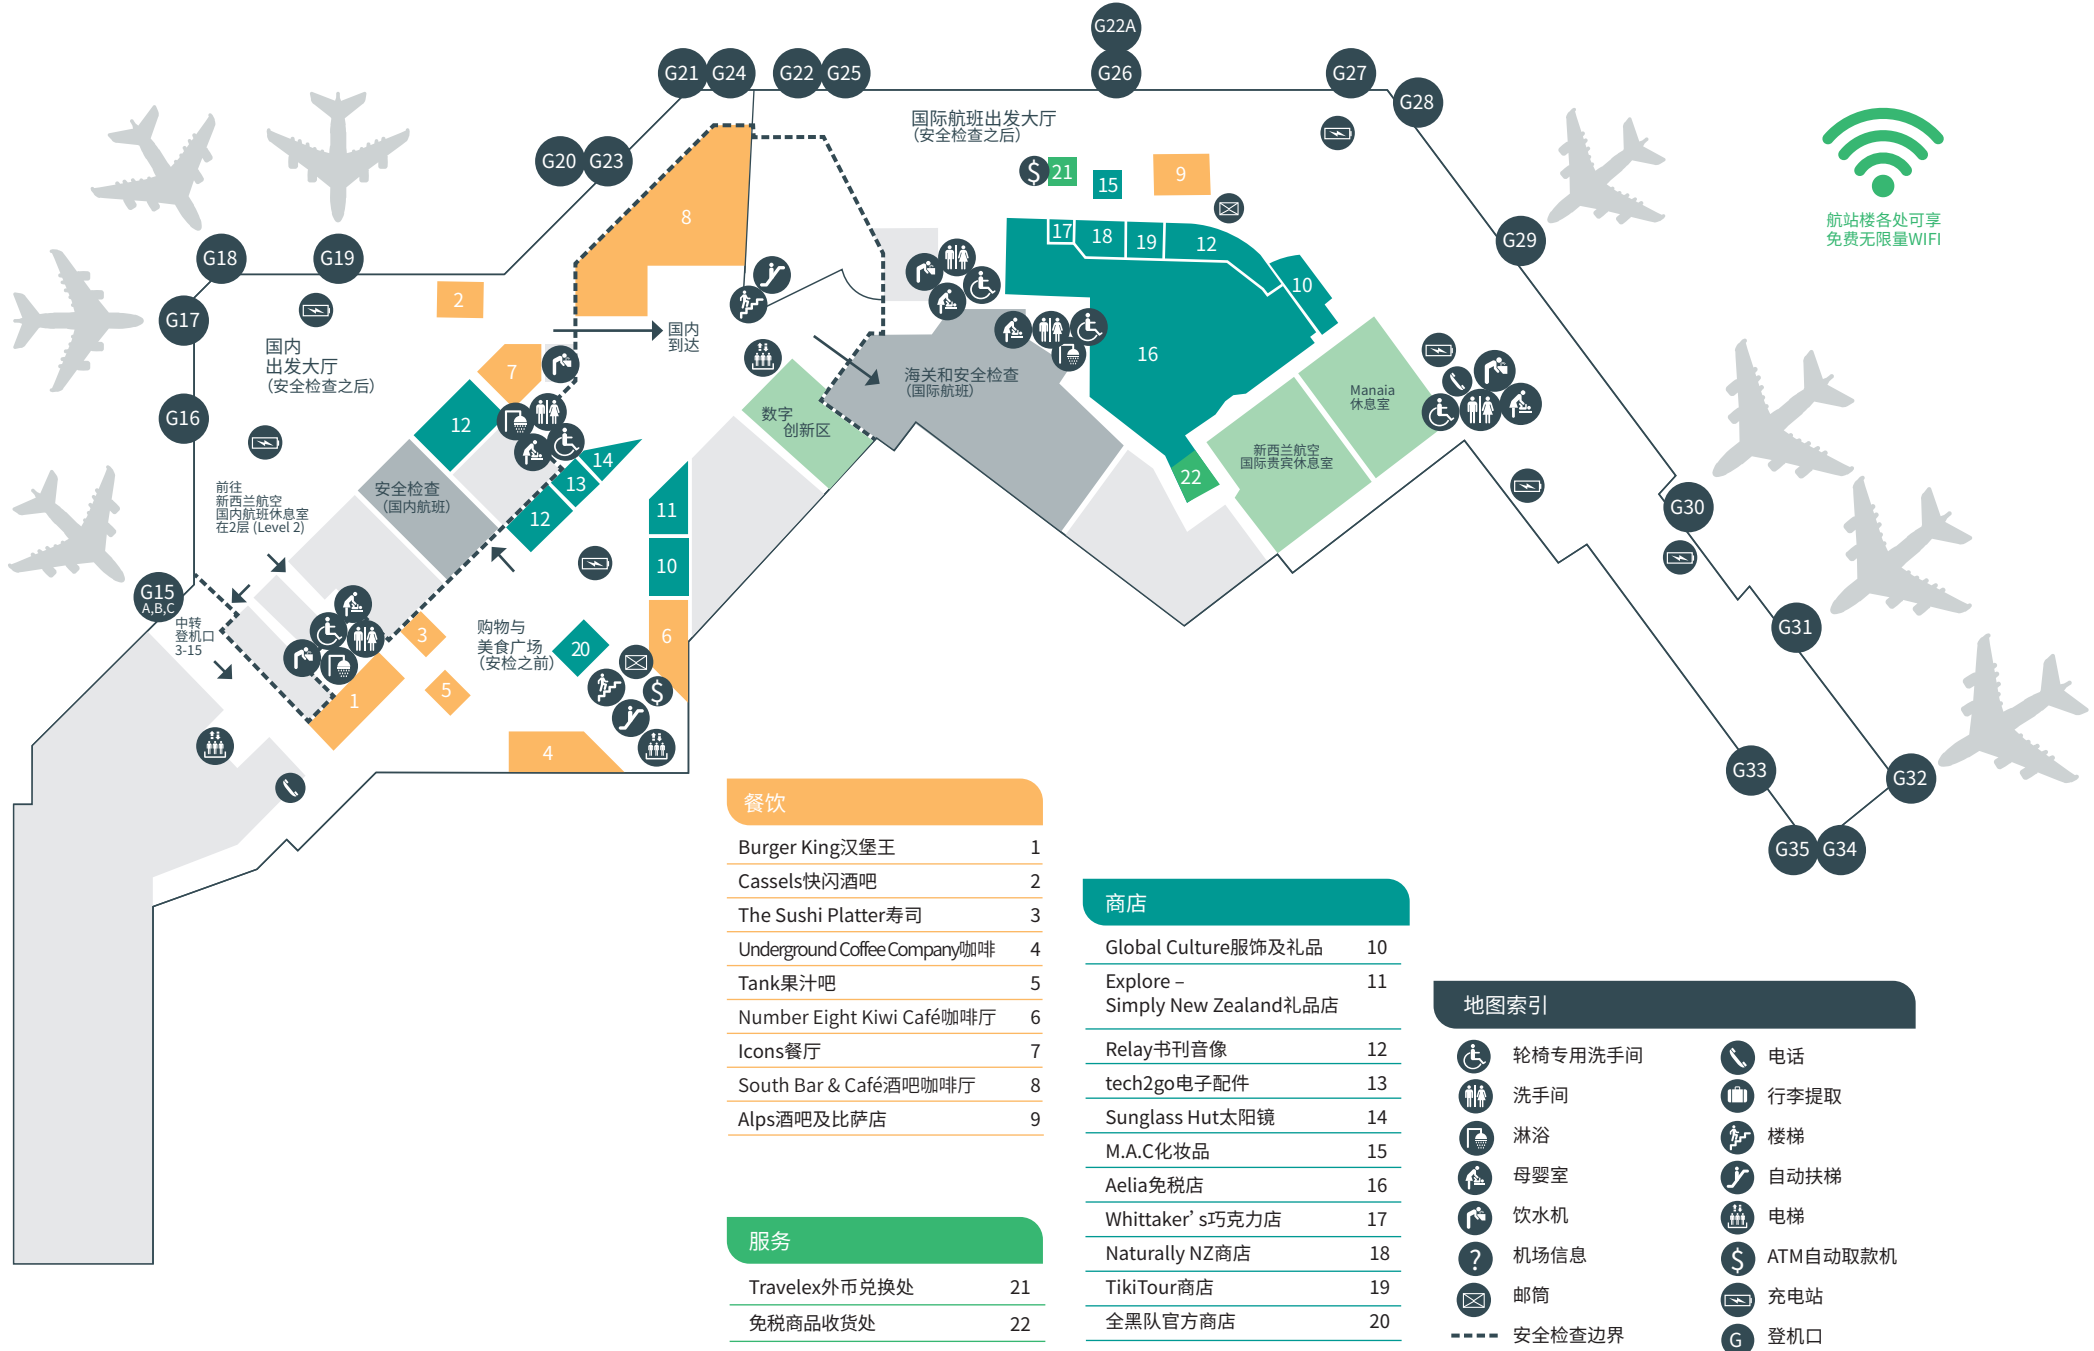 G22A
G21
G24
G22
G25
G26
G27
G28
国际航班出发大厅
（安全检查之后）
G20
G23
21
15
9
8
航站楼各处可享
免费无限量WIFI
G18
G19
17
18
19
12
G29
10
2
G17
国内
到达
国内
出发大厅
（安全检查之后）
7
16
海关和安全检查
（国际航班）
Manaia
休息室
G16
12
数字
创新区
新西兰航空
国际贵宾休息室
14
22
13
安全检查
（国内航班）
前往
新西兰航空
国内航班休息室
在2层 (Level 2)
12
11
G30
10
G15
A,B,C
中转
登机口
3-15
3
购物与
美食广场
（安检之前）
20
6
G31
5
1
4
G33
G32
G35
G34
餐饮
Burger King汉堡王 1
Cassels快闪酒吧 2
The Sushi Platter寿司 3
Underground Coffee Company咖啡 4
Tank果汁吧 5
Number Eight Kiwi Café咖啡厅 6
Icons餐厅 7
South Bar & Café酒吧咖啡厅 8
Alps酒吧及比萨店 9
服务
Travelex外币兑换处 21
免税商品收货处 22
商店
Global Culture服饰及礼品 10
Explore – 11
Simply New Zealand礼品店
Relay书刊音像 12
tech2go电子配件 13
Sunglass Hut太阳镜 14
M.A.C化妆品 15
Aelia免税店 16
Whittaker’s巧克力店 17
Naturally NZ商店 18
TikiTour商店 19
全黑队官方商店 20
地图索引
轮椅专用洗手间
洗手间
淋浴
母婴室
饮水机
? 机场信息
邮筒
安全检查边界
电话
行李提取
楼梯
自动扶梯
电梯
$ ATM自动取款机
充电站
G 登机口